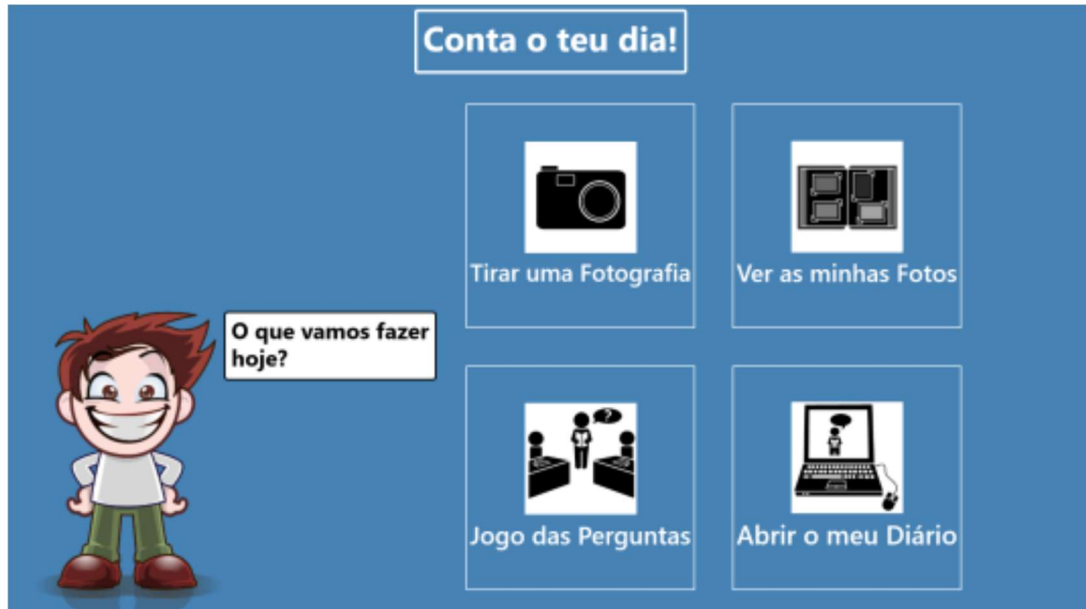 Conta o teu dia!
Tirar uma Fotografia
Ver as minhas Fotos
O que vamos fazer
hoje?
?
Jogo das Perguntas
Abrir o meu Diário